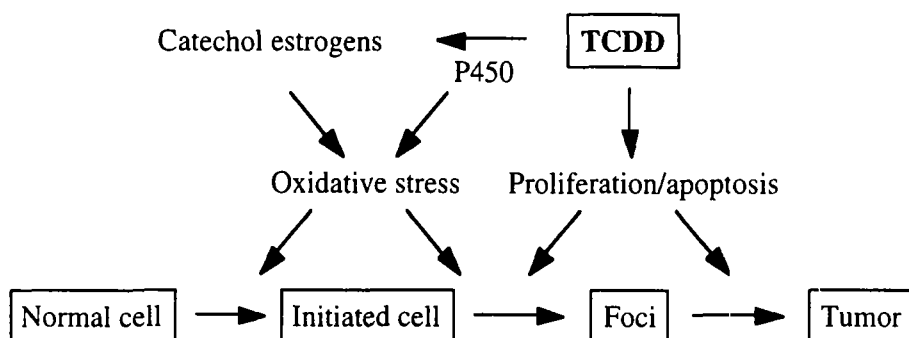 Catechol estrogens
TCDD
P450
Oxidative stress
Proliferation/apoptosis
Normal cell
Initiated cell
Foci
Tumor